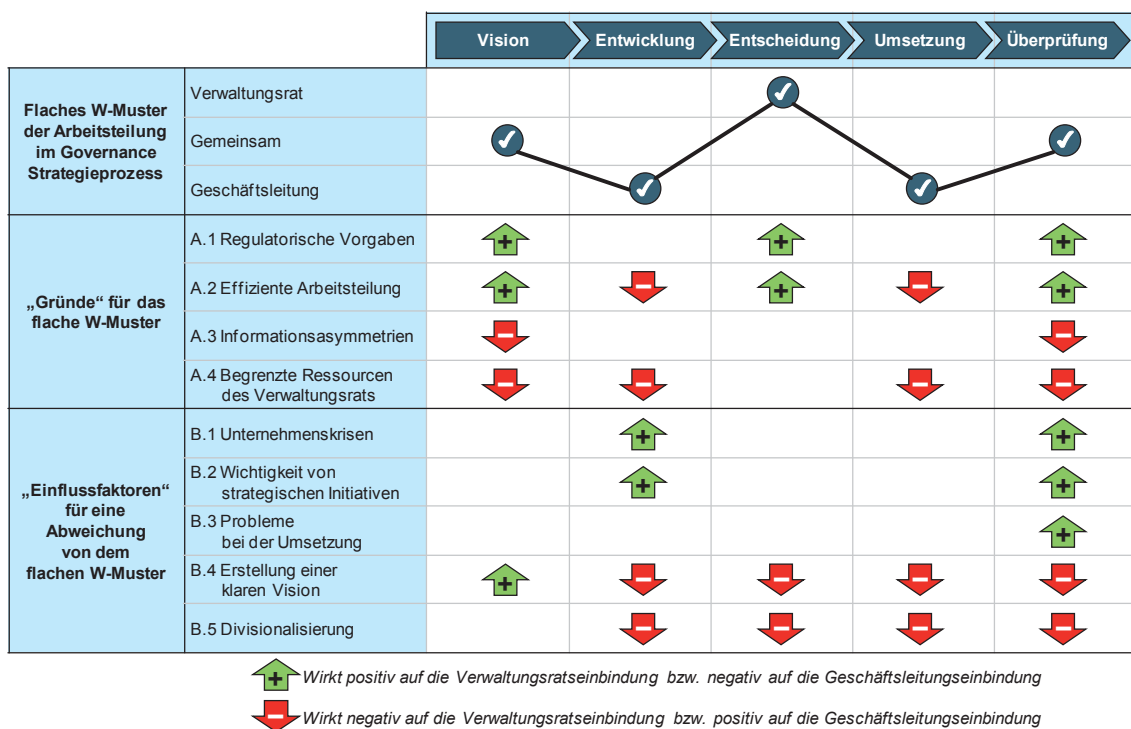 Vision
Entwicklung
Entscheidung
Umsetzung
Überprüfung
Flaches W-Muster
der Arbeitsteilung
im Governance
Strategieprozess
Verwaltungsrat
Gemeinsam
Geschäftsleitung
„Gründe“ für das
flache W-Muster
A.1 Regulatorische Vorgaben
A.2 Effiziente Arbeitsteilung
A.3 Informationsasymmetrien
A.4 Begrenzte Ressourcen
des Verwaltungsrats
„Einflussfaktoren“
für eine
Abweichung
von dem
flachen W-Muster
B.1 Unternehmenskrisen
B.2 Wichtigkeit von
strategischen Initiativen
B.3 Probleme
bei der Umsetzung
B.4 Erstellung einer
klaren Vision
B.5 Divisionalisierung
Wirkt positiv auf die Verwaltungsratseinbindung bzw. negativ auf die Geschäftsleitungseinbindung
Wirkt negativ auf die Verwaltungsratseinbindung bzw. positiv auf die Geschäftsleitungseinbindung